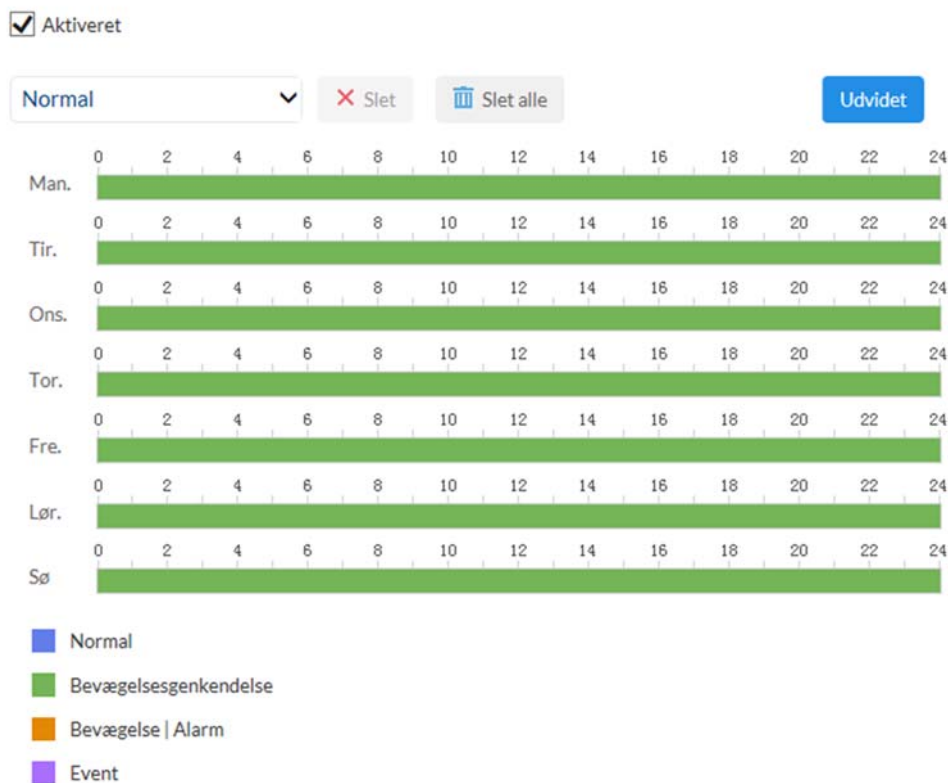 Aktiveret
Normal Slet Slet alle Udvidet
0 2 4 6 8 10 12 14 16 18 20 22 24
Man.
0 2 4 6 8 10 12 14 16 18 20 22 24
Tir.
0 2 4 6 8 10 12 14 16 18 20 22 24
Ons.
0 2 4 6 8 10 12 14 16 18 20 22 24
Tor.
0 2 4 6 8 10 12 14 16 18 20 22 24
Fre.
0 2 4 6 8 10 12 14 16 18 20 22 24
Lør.
0 2 4 6 8 10 12 14 16 18 20 22 24
Sø
Normal
Bevægelsesgenkendelse
Bevægelse | Alarm
Event